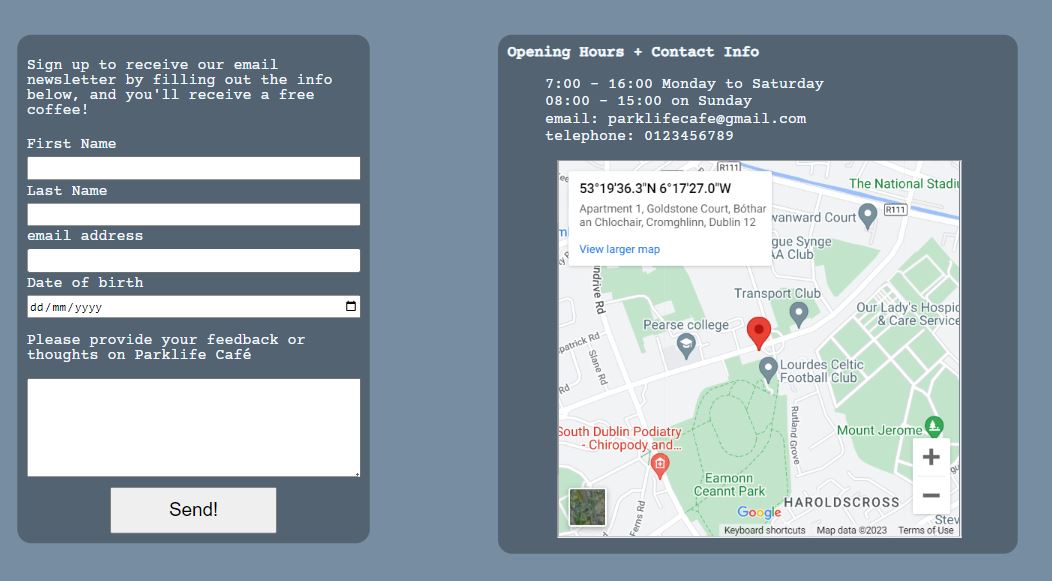 Sign up to receive our email
newsletter by filling out the info
below, and you'll receive a free
coffee!
First Name
Last Name
email address
Date of birth
dd/mm/yyyy
Please provide your feedback or
thoughts on Parklife Café
Send!
Opening Hours + Contact Info
7:00 - 16:00 Monday to Saturday
08:00 - 15:00 on Sunday
email: parklifecafe@gmail.com
telephone: 0123456789
R111
53°19'36.3"N 6°17'27.0"W
Apartment 1, Goldstone Court, Bóthar
an Chlochair, Cromghlinn, Dublin 12
View larger map
The National Stadiu
wanward Court
R111
gue Synge
AA Club
ndrive Rd
Transport Club
Our Lady's Hospic
& Care Service
Pearse college
patrick Rd
Slane Rd
Lourdes Celtic
Football Club
Rd
Rutland Grove
Mount Jerome
South Dublin Podiatry
- Chiropody and...
Eamonn
Ceannt Park
HAROLDSCROSS
Ferns Rd
Google
Stev
Keyboard shortcuts Map data ©2023 Terms of Use